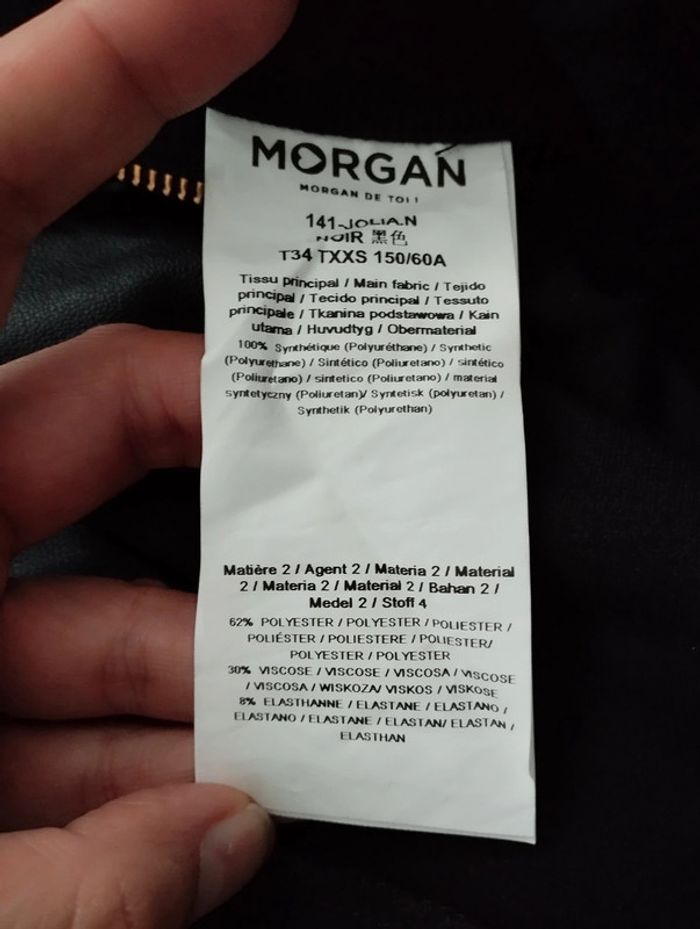 MORGAN
MORGAN DE TOI !
141-JOLIA.N
NOIR 黑色
T34 TXXS 150/60A
Tissu principal / Main fabric / Tejido
principal / Tecido principal / Tessuto
principale / Tkanina podstawowa / Kain
utama / Huvudtyg / Obermaterial
100% Synthétique (Polyuréthane) / Synthetic
(Polyurethane) / Sintético (Poliuretano) / sintético
(Poliuretano) / sintetico (Poliuretano) / material
syntetyczny (Poliuretan)/ Syntetisk (polyuretan) /
Synthetik (Polyurethan)
Matière 2 / Agent 2 / Materia 2 / Material
2 / Materia 2 / Material 2 / Bahan 2 /
Medel 2 / Stoff 4
62% POLYESTER / POLYESTER / POLIESTER /
POLIÉSTER / POLIESTERE / POLIESTER/
POLYESTER / POLYESTER
30% VISCOSE / VISCOSE / VISCOSA / VISCOSE
/ VISCOSA / WISKOZA/ VISKOS / VISKOSE
8% ELASTHANNE / ELASTANE / ELASTANO /
ELASTANO / ELASTANE / ELASTAN/ ELASTAN /
ELASTHAN